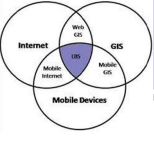 Web
GIS
Internet
GIS
LBS
Mobile
Internet
Mobile
GIS
Mobile Devices